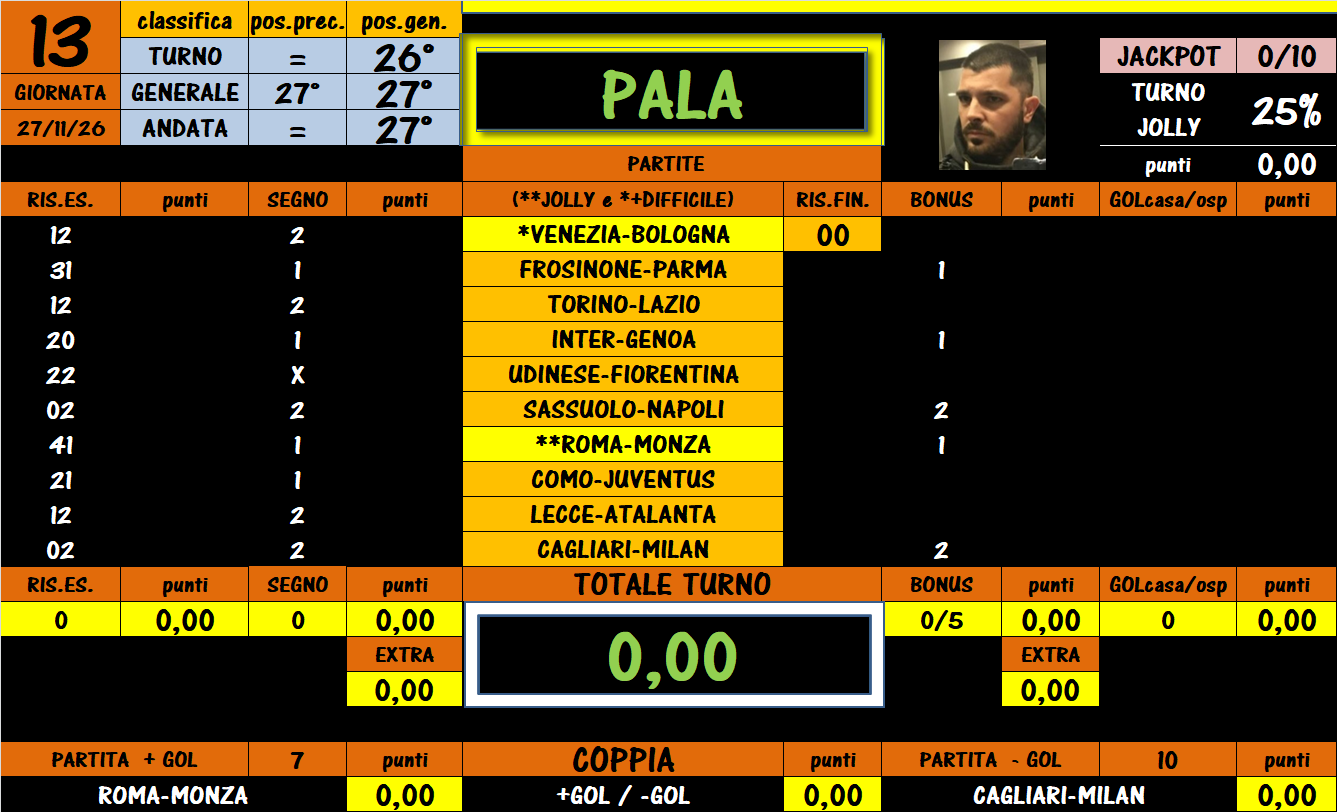 13 classifica pos.prec. pos.gen.
TURNO = 26°
GIORNATA GENERALE 27° 27°
27/11/26 ANDATA = 27°
PALA
JACKPOT 0/10
TURNO JOLLY 25%
punti 0,00
PARTITE
RIS.ES. punti SEGNO punti (**JOLLY e *+DIFFICILE) RIS.FIN. BONUS GOLcasa/osp punti
12 2 *VENEZIA-BOLOGNA 00
31 1 FROSINONE-PARMA 1
12 2 TORINO-LAZIO
20 1 INTER-GENOA 1
22 X UDINESE-FIORENTINA
02 2 SASSUOLO-NAPOLI 2
41 1 **ROMA-MONZA 1
21 1 COMO-JUVENTUS
12 2 LECCE-ATALANTA
02 2 CAGLIARI-MILAN 2
RIS.ES. punti SEGNO punti TOTALE TURNO BONUS punti GOLcasa/osp punti
0 0,00 0 0,00 0/5 0,00 0 0,00
0,00
EXTRA EXTRA
0,00 0,00
PARTITA + GOL 7 punti COPPIA punti PARTITA - GOL 10 punti
ROMA-MONZA 0,00 +GOL / -GOL 0,00 CAGLIARI-MILAN 0,00